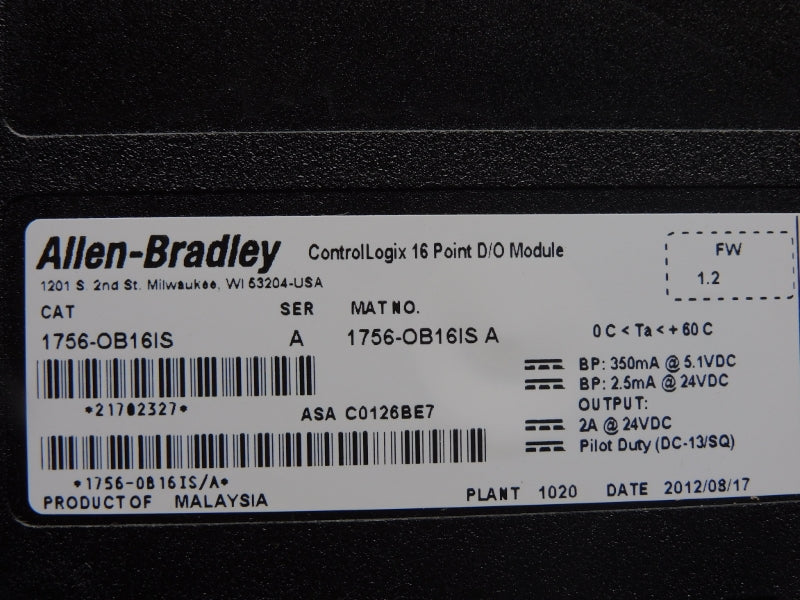 Allen-Bradley ControlLogix 16 Point D/O Module
1201 S. 2nd St. Milwaukee, WI 53204-USA
FW
1.2
CAT SER MAT NO.
1756-OB16IS A 1756-OB16IS A
0 C < Ta < + 60 C
BP: 350mA @ 5.1VDC
BP: 2.5mA @ 24VDC
OUTPUT:
2A @ 24VDC
Pilot Duty (DC-13/SQ)
*21702327*
ASA C0126BE7
*1756-OB16IS/A*
PRODUCT OF MALAYSIA
PLANT 1020 DATE 2012/08/17